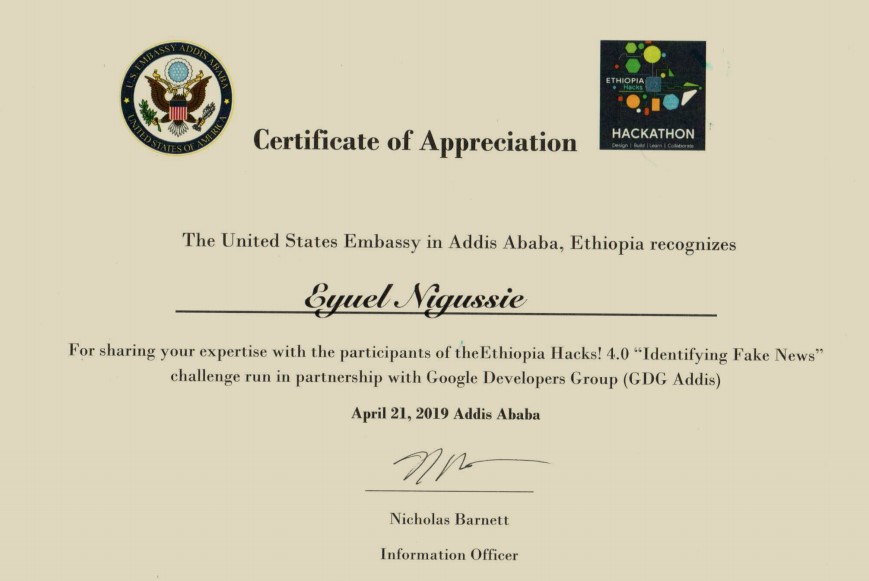 U.S. EMBASSY ADDIS ABABA
UNITED STATES OF AMERICA
ETHIOPIA
Hacks
HACKATHON
Design | Build | Learn | Collaborate
Certificate of Appreciation
The United States Embassy in Addis Ababa, Ethiopia recognizes
Eyuel Nigussie
For sharing your expertise with the participants of theEthiopia Hacks! 4.0 “Identifying Fake News”
challenge run in partnership with Google Developers Group (GDG Addis)
April 21, 2019 Addis Ababa
Nicholas Barnett
Information Officer